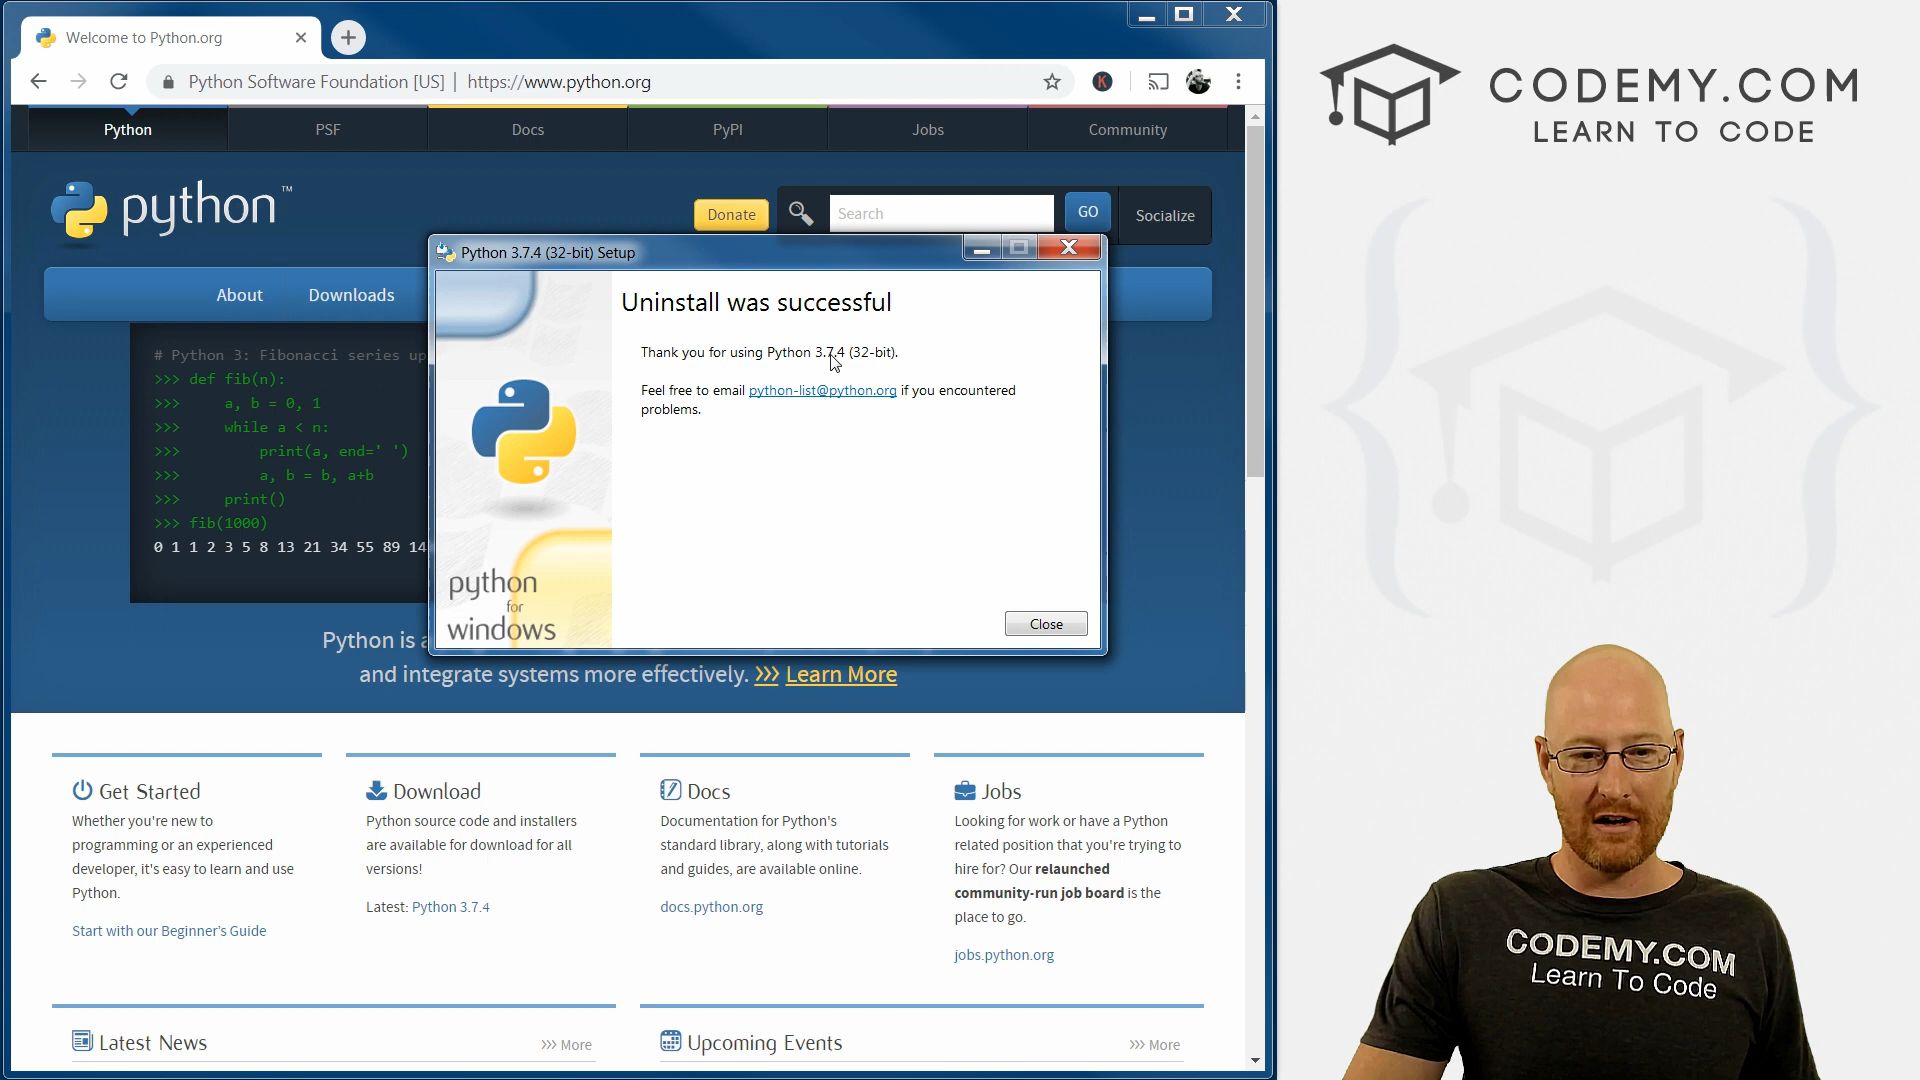 Welcome to Python.org
Python Software Foundation [US] | https://www.python.org
Python
PSF
Docs
PyPI
Jobs
Community
python™
Donate
Search
GO
Socialize
About
Downloads
# Python 3: Fibonacci series up
>>> def fib(n):
>>> a, b = 0, 1
>>> while a < n:
>>> print(a, end=' ')
>>> a, b = b, a+b
>>> print()
>>> fib(1000)
0 1 1 2 3 5 8 13 21 34 55 89 14
Python 3.7.4 (32-bit) Setup
Uninstall was successful
Thank you for using Python 3.7.4 (32-bit).
Feel free to email python-list@python.org if you encountered
problems.
python
for
windows
Close
Python is a
and integrate systems more effectively. >>> Learn More
Get Started
Whether you're new to
programming or an experienced
developer, it's easy to learn and use
Python.
Start with our Beginner's Guide
Download
Python source code and installers
are available for download for all
versions!
Latest: Python 3.7.4
Docs
Documentation for Python's
standard library, along with tutorials
and guides, are available online.
docs.python.org
Jobs
Looking for work or have a Python
related position that you're trying to
hire for? Our relaunched
community-run job board is the
place to go.
jobs.python.org
Latest News
>>> More
Upcoming Events
>>> More
CODEMY.COM
LEARN TO CODE
CODEMY.COM
Learn To Code